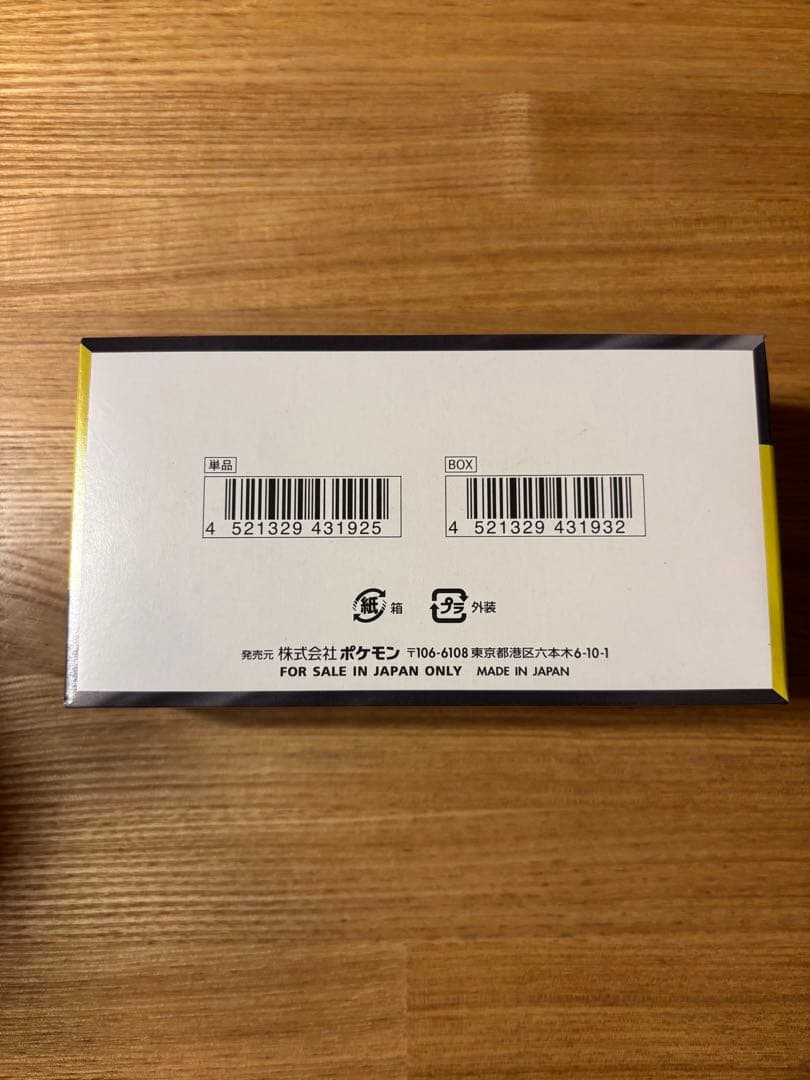 単品
4 521329 431925
BOX
4 521329 431932
紙 箱
プラ 外装
発売元 株式会社ポケモン 〒106-6108 東京都港区六本木6-10-1
FOR SALE IN JAPAN ONLY MADE IN JAPAN